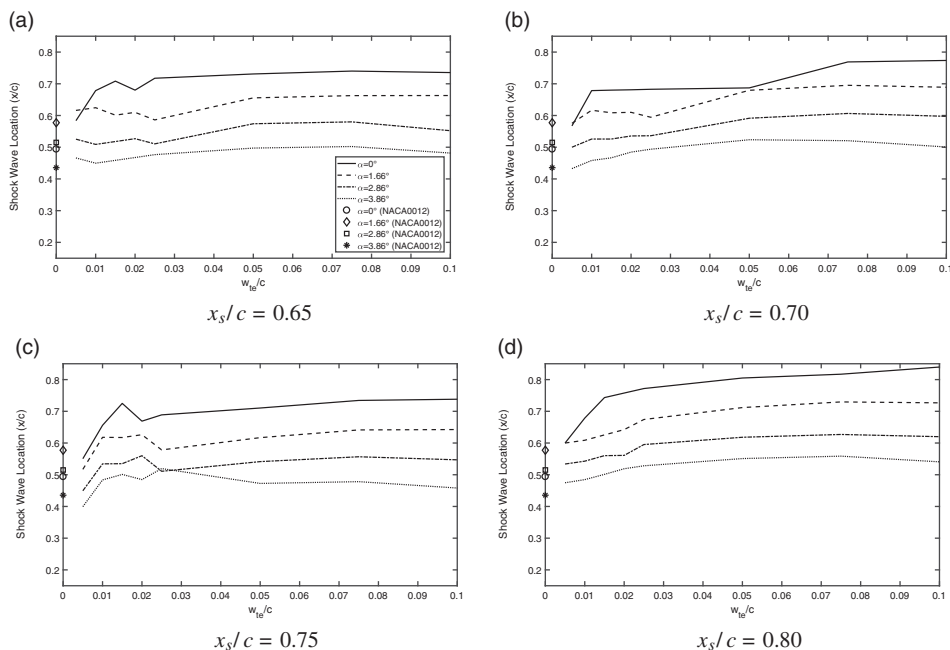 (a)
Shock Wave Location (x/c)
0.8
0.7
0.6
0.5
0.4
0.3
0.2
α=0°
α=1.66°
α=2.86°
α=3.86°
α=0° (NACA0012)
α=1.66° (NACA0012)
α=2.86° (NACA0012)
α=3.86° (NACA0012)
0 0.01 0.02 0.03 0.04 0.05 0.06 0.07 0.08 0.09 0.1
w_te/c
x_s/c = 0.65
(b)
Shock Wave Location (x/c)
0.8
0.7
0.6
0.5
0.4
0.3
0.2
0 0.01 0.02 0.03 0.04 0.05 0.06 0.07 0.08 0.09 0.1
w_te/c
x_s/c = 0.70
(c)
Shock Wave Location (x/c)
0.8
0.7
0.6
0.5
0.4
0.3
0.2
0 0.01 0.02 0.03 0.04 0.05 0.06 0.07 0.08 0.09 0.1
w_te/c
x_s/c = 0.75
(d)
Shock Wave Location (x/c)
0.8
0.7
0.6
0.5
0.4
0.3
0.2
0 0.01 0.02 0.03 0.04 0.05 0.06 0.07 0.08 0.09 0.1
w_te/c
x_s/c = 0.80